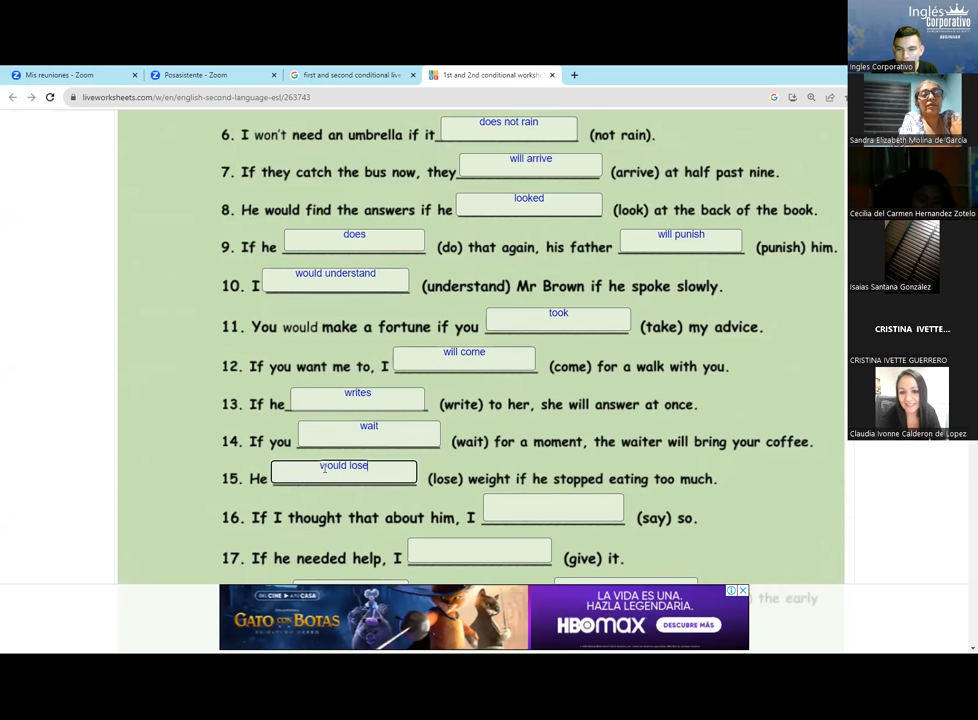 Mis reuniones - Zoom
Posasistente - Zoom
first and second conditional live
1st and 2nd conditional worksh
liveworksheets.com/w/en/english-second-language-esl/263743
6. I won't need an umbrella if it does not rain (not rain).
7. If they catch the bus now, they will arrive (arrive) at half past nine.
8. He would find the answers if he looked (look) at the back of the book.
9. If he does (do) that again, his father will punish (punish) him.
10. I would understand (understand) Mr Brown if he spoke slowly.
11. You would make a fortune if you took (take) my advice.
12. If you want me to, I will come (come) for a walk with you.
13. If he writes (write) to her, she will answer at once.
14. If you wait (wait) for a moment, the waiter will bring your coffee.
15. He would lose (lose) weight if he stopped eating too much.
16. If I thought that about him, I (say) so.
17. If he needed help, I (give) it.
the early
DEL CINE A TU CASA
GATO CON BOTAS
LA VIDA ES UNA.
HAZLA LEGENDARIA.
HBOmax
DESCUBRE MÁS
Inglés
Corporativo
BEGINNER
Ingles Corporativo
Sandra Elizabeth Molina de García
Cecilia del Carmen Hernandez Zotelo
Isaias Santana González
CRISTINA IVETTE...
CRISTINA IVETTE GUERRERO
Claudia Ivonne Calderon de Lopez